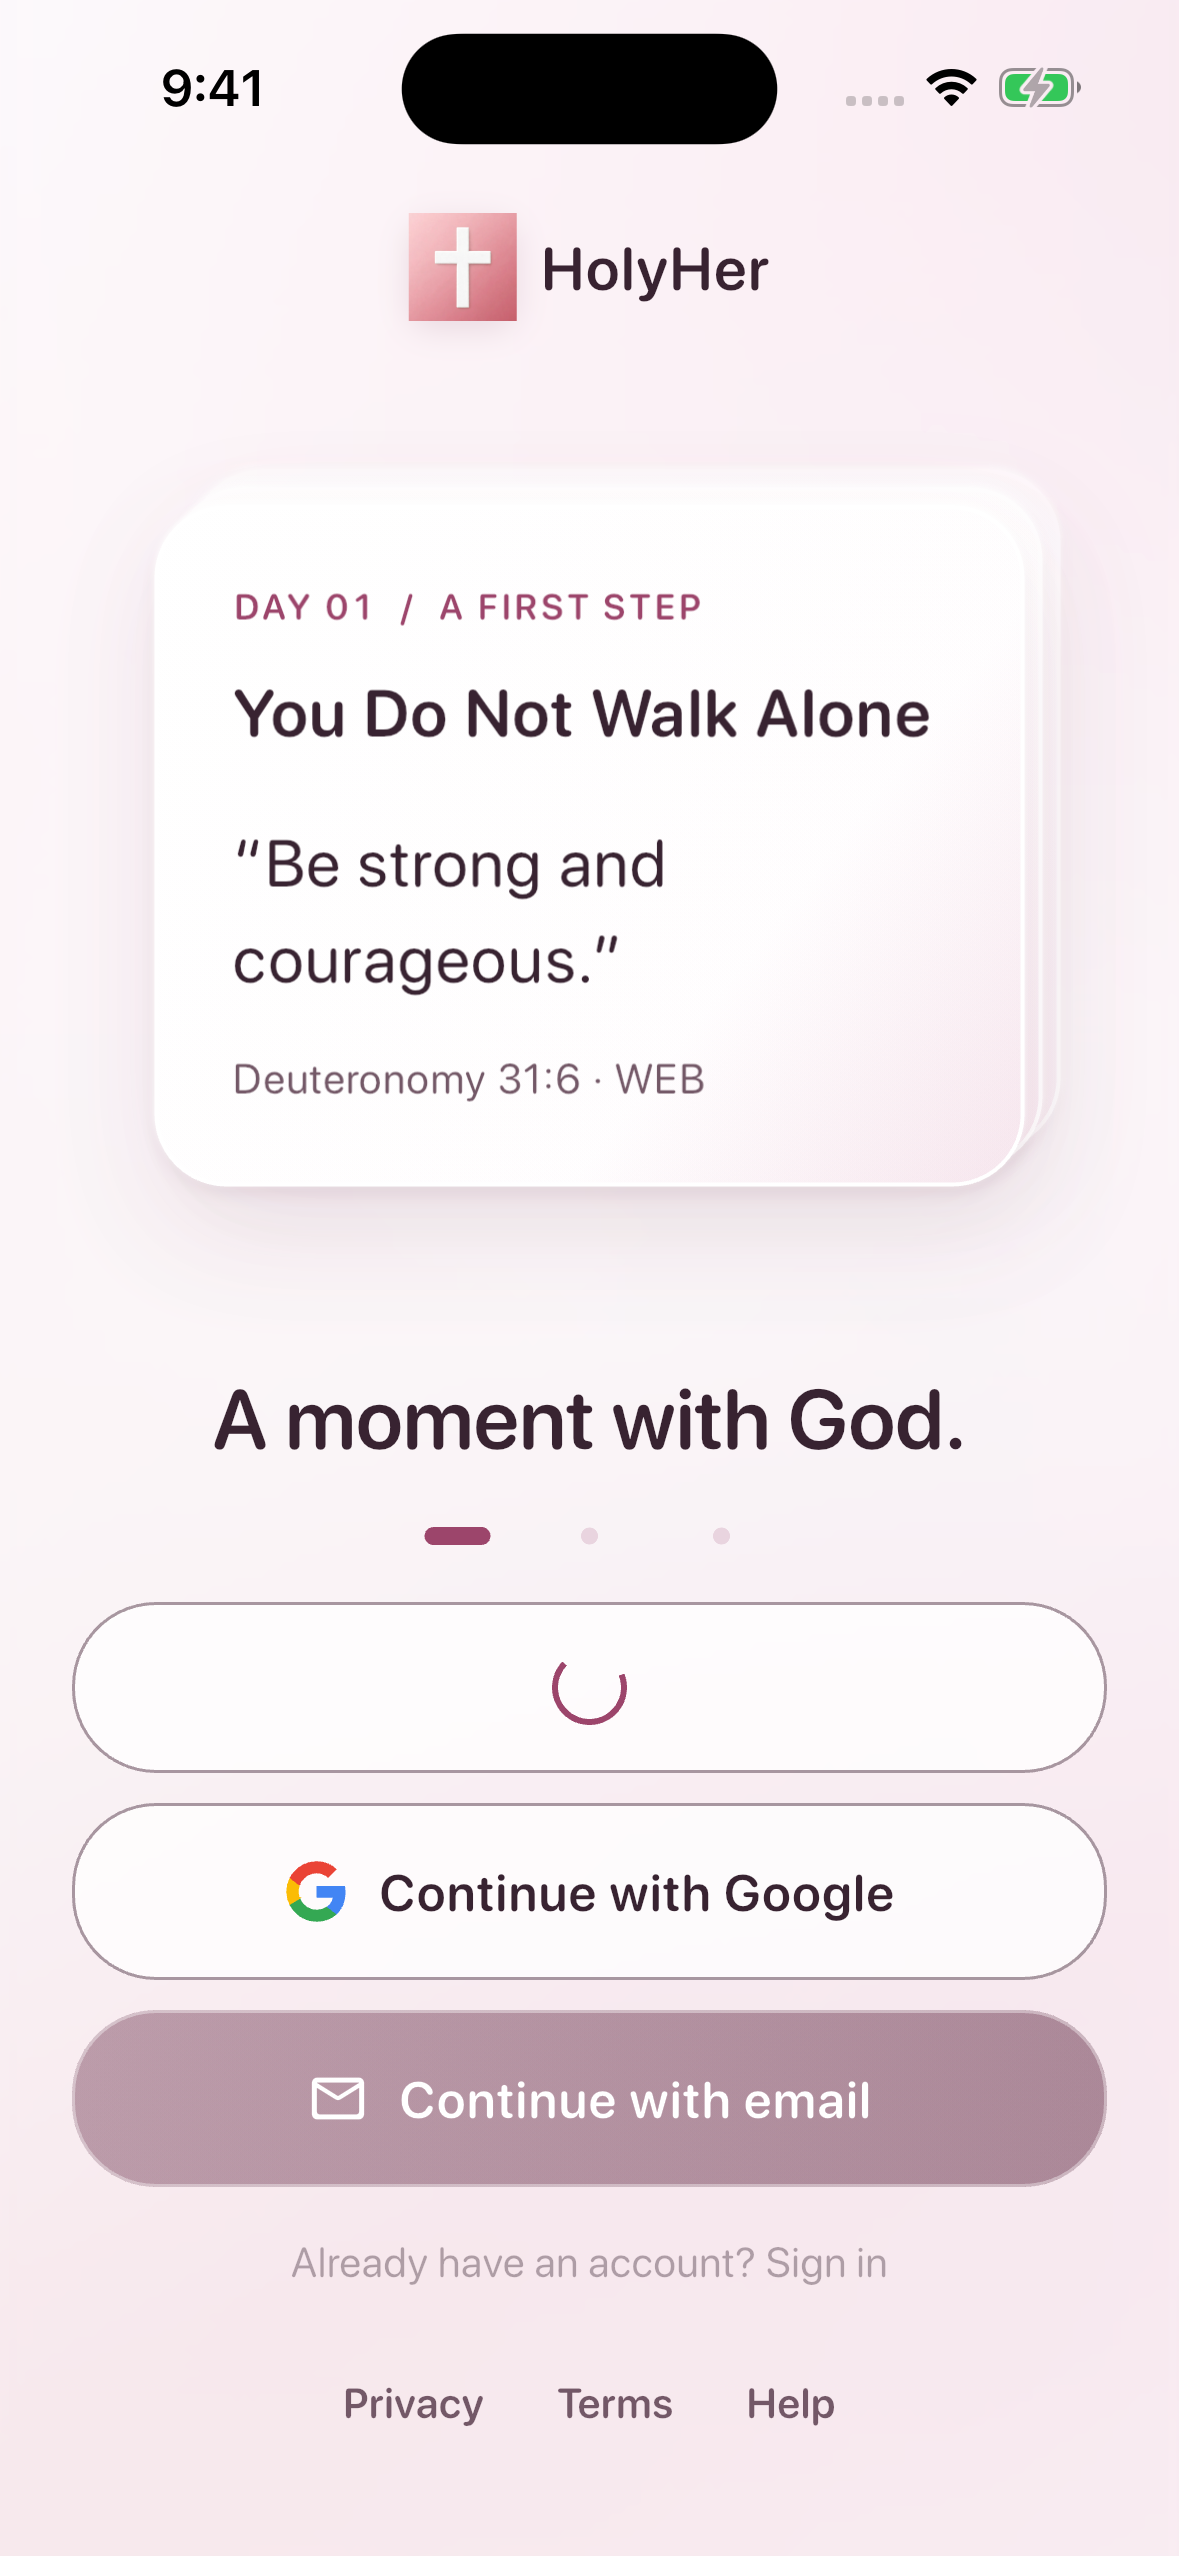 9:41
HolyHer
DAY 01 / A FIRST STEP
You Do Not Walk Alone
“Be strong and
courageous.”
Deuteronomy 31:6 · WEB
A moment with God.
Continue with Google
Continue with email
Already have an account? Sign in
Privacy Terms Help